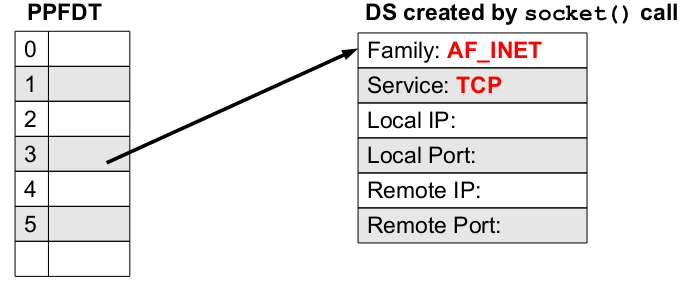 PPFDT
0
1
2
3
4
5
DS created by socket() call
Family: AF_INET
Service: TCP
Local IP:
Local Port:
Remote IP:
Remote Port: